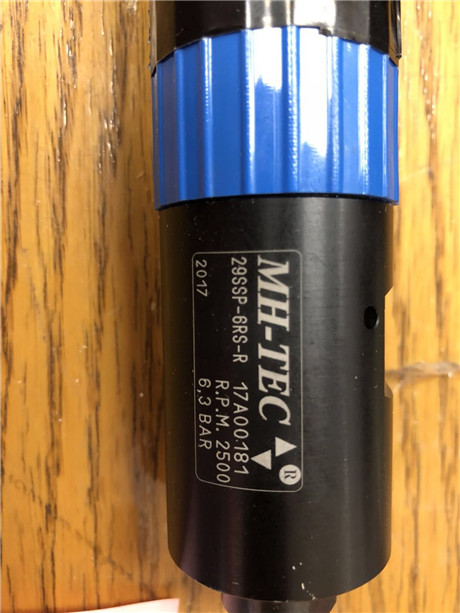 MH-TEC ®
29SSP-6RS-R 17A00181
R.P.M. 2500
2017 6,3 BAR